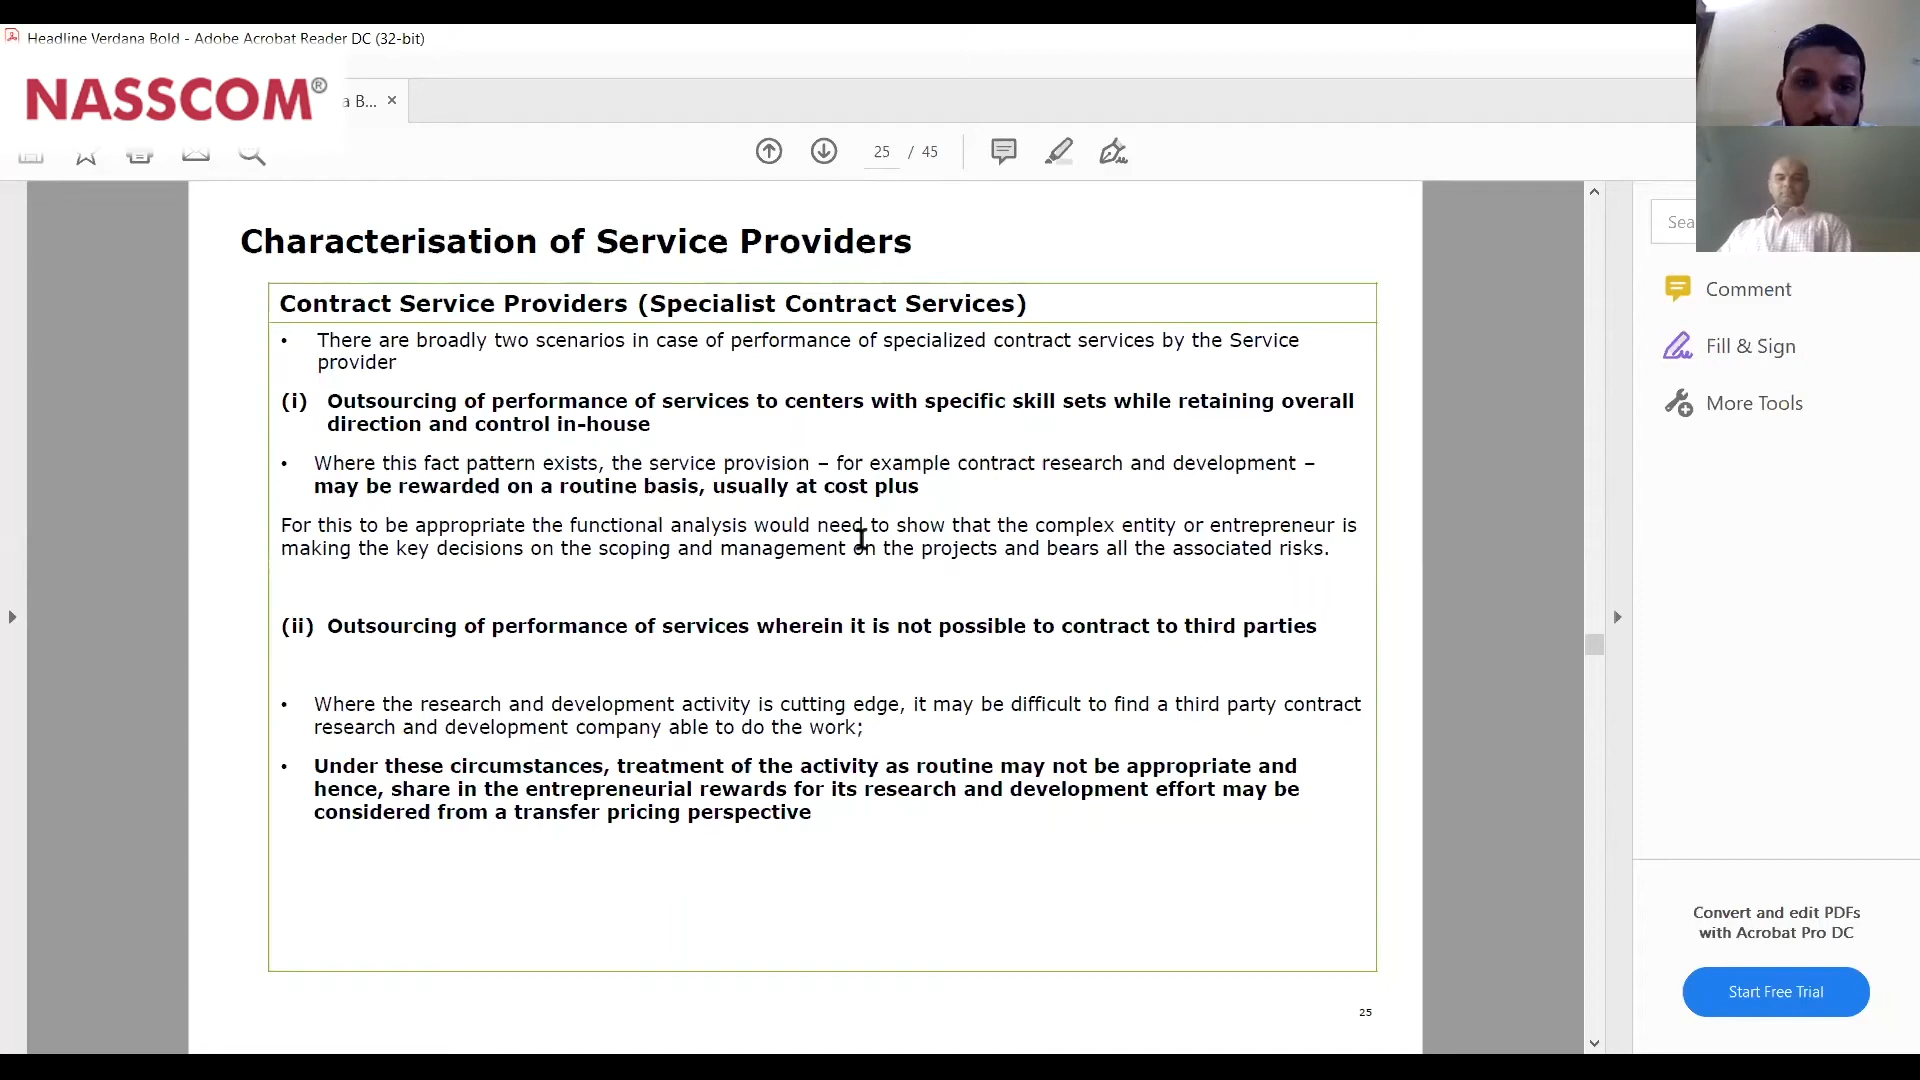 Headline Verdana Bold - Adobe Acrobat Reader DC (32-bit)
NASSCOM®
a B... ×
25 / 45
Characterisation of Service Providers
Contract Service Providers (Specialist Contract Services)
• There are broadly two scenarios in case of performance of specialized contract services by the Service
provider
(i) Outsourcing of performance of services to centers with specific skill sets while retaining overall
direction and control in-house
• Where this fact pattern exists, the service provision – for example contract research and development –
may be rewarded on a routine basis, usually at cost plus
For this to be appropriate the functional analysis would need to show that the complex entity or entrepreneur is
making the key decisions on the scoping and management on the projects and bears all the associated risks.
(ii) Outsourcing of performance of services wherein it is not possible to contract to third parties
• Where the research and development activity is cutting edge, it may be difficult to find a third party contract
research and development company able to do the work;
• Under these circumstances, treatment of the activity as routine may not be appropriate and
hence, share in the entrepreneurial rewards for its research and development effort may be
considered from a transfer pricing perspective
25
Sea
Comment
Fill & Sign
More Tools
Convert and edit PDFs
with Acrobat Pro DC
Start Free Trial